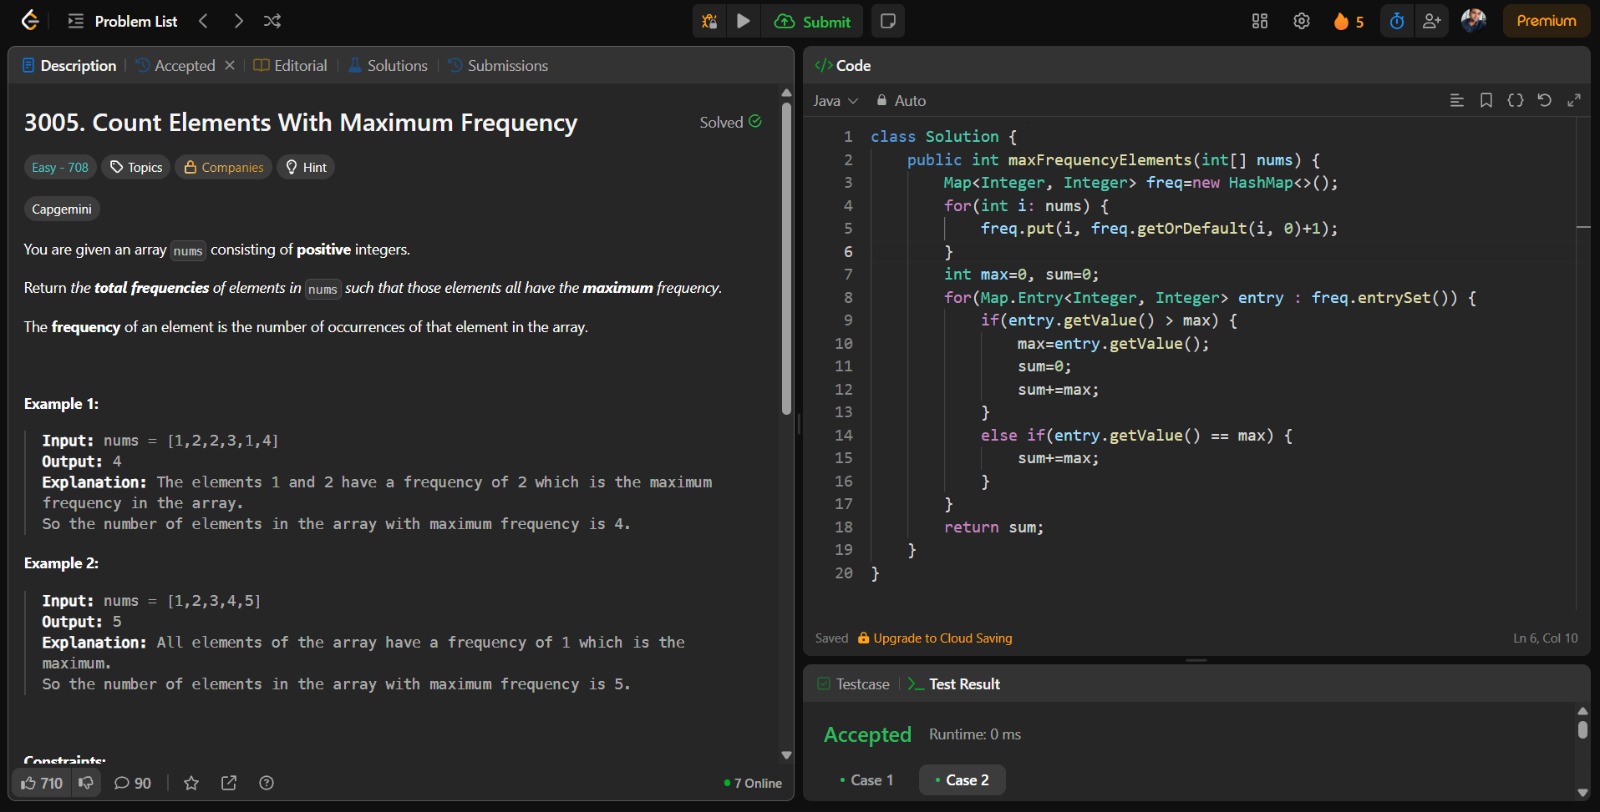 Problem List
Submit
5
Premium
Description
Accepted
Editorial
Solutions
Submissions
3005. Count Elements With Maximum Frequency
Solved
Easy - 708
Topics
Companies
Hint
Capgemini
You are given an array nums consisting of positive integers.
Return the total frequencies of elements in nums such that those elements all have the maximum frequency.
The frequency of an element is the number of occurrences of that element in the array.
Example 1:
Input: nums = [1,2,2,3,1,4]
Output: 4
Explanation: The elements 1 and 2 have a frequency of 2 which is the maximum
frequency in the array.
So the number of elements in the array with maximum frequency is 4.
Example 2:
Input: nums = [1,2,3,4,5]
Output: 5
Explanation: All elements of the array have a frequency of 1 which is the
maximum.
So the number of elements in the array with maximum frequency is 5.
Constraints:
710
90
7 Online
</> Code
Java
Auto
1 class Solution {
2 public int maxFrequencyElements(int[] nums) {
3 Map<Integer, Integer> freq=new HashMap<>();
4 for(int i: nums) {
5 freq.put(i, freq.getOrDefault(i, 0)+1);
6 }
7 int max=0, sum=0;
8 for(Map.Entry<Integer, Integer> entry : freq.entrySet()) {
9 if(entry.getValue() > max) {
10 max=entry.getValue();
11 sum=0;
12 sum+=max;
13 }
14 else if(entry.getValue() == max) {
15 sum+=max;
16 }
17 }
18 return sum;
19 }
20 }
Saved
Upgrade to Cloud Saving
Ln 6, Col 10
Testcase
Test Result
Accepted
Runtime: 0 ms
Case 1
Case 2